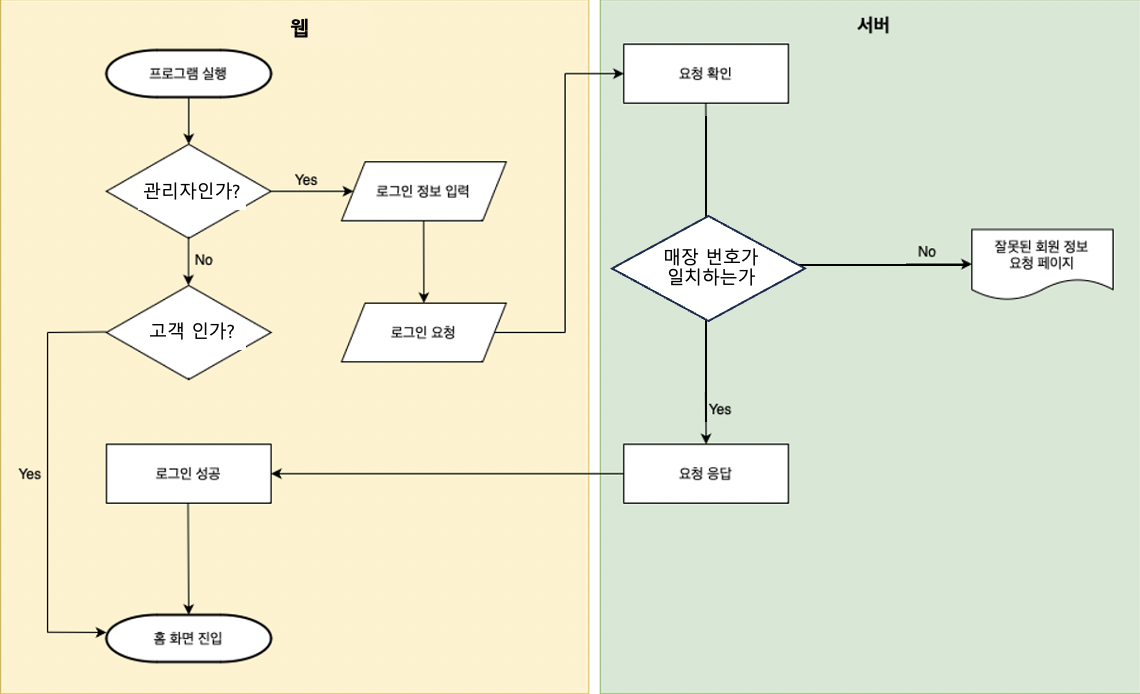 웹
프로그램 실행
관리자인가?
Yes
로그인 정보 입력
No
고객 인가?
로그인 요청
Yes
로그인 성공
홈 화면 진입
서버
요청 확인
매장 번호가
일치하는가
No
잘못된 회원 정보
요청 페이지
Yes
요청 응답